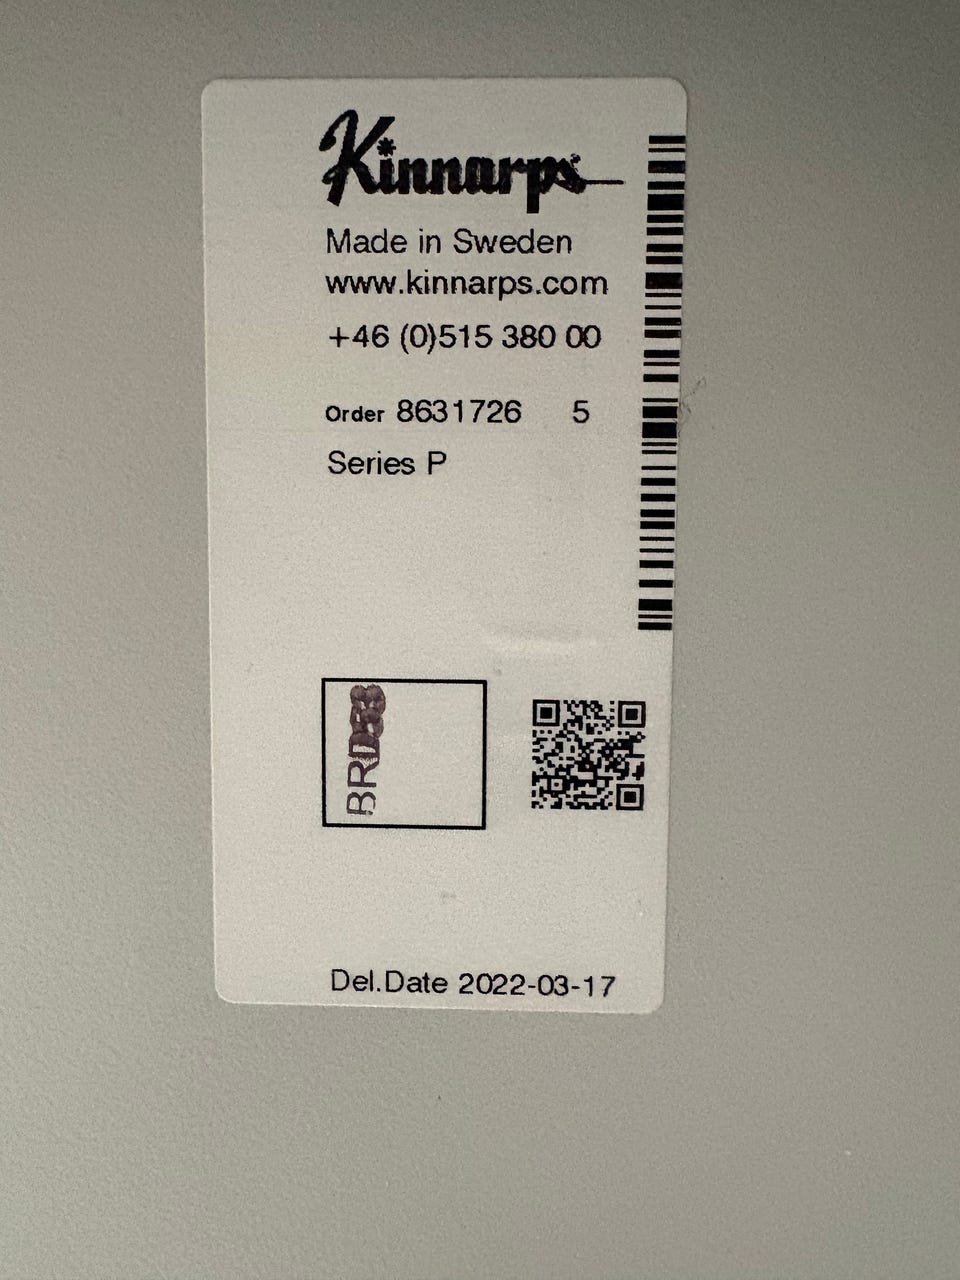 Kinnarps
Made in Sweden
www.kinnarps.com
+46 (0)515 380 00
Order 8631726 5
Series P
Del.Date 2022-03-17